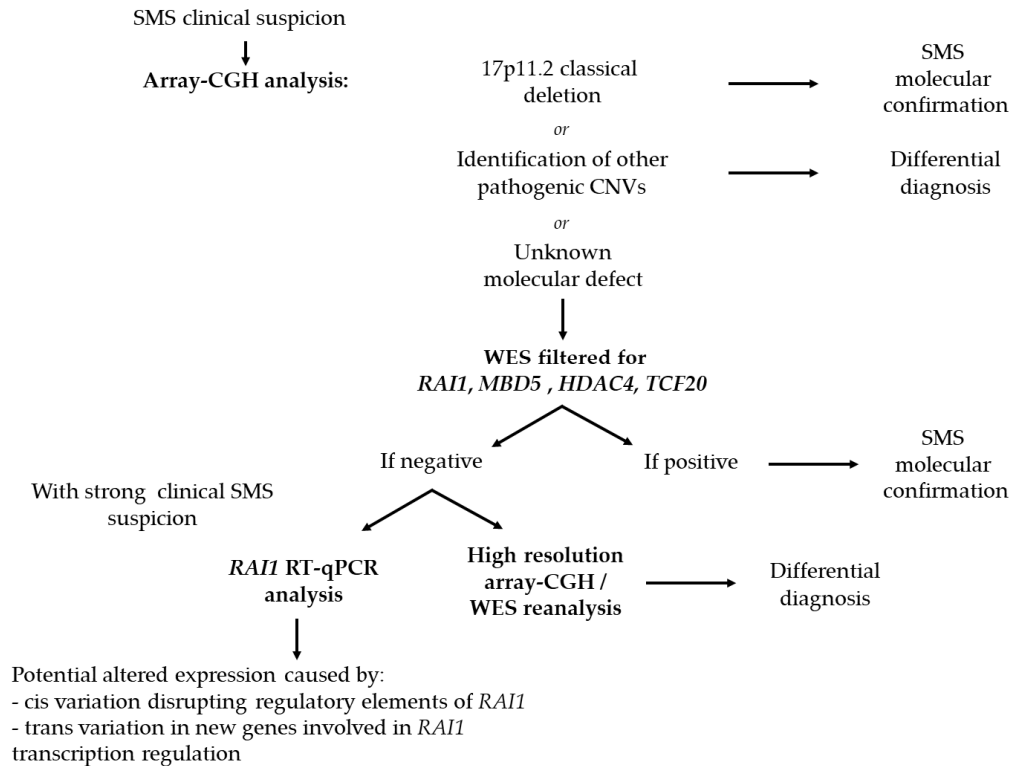 SMS clinical suspicion
Array-CGH analysis:
17p11.2 classical
deletion
SMS
molecular
confirmation
or
Identification of other
pathogenic CNVs
Differential
diagnosis
or
Unknown
molecular defect
WES filtered for
RAI1, MBD5 , HDAC4, TCF20
If negative
If positive
SMS
molecular
confirmation
With strong clinical SMS
suspicion
RAI1 RT-qPCR
analysis
High resolution
array-CGH /
WES reanalysis
Differential
diagnosis
Potential altered expression caused by:
- cis variation disrupting regulatory elements of RAI1
- trans variation in new genes involved in RAI1
transcription regulation